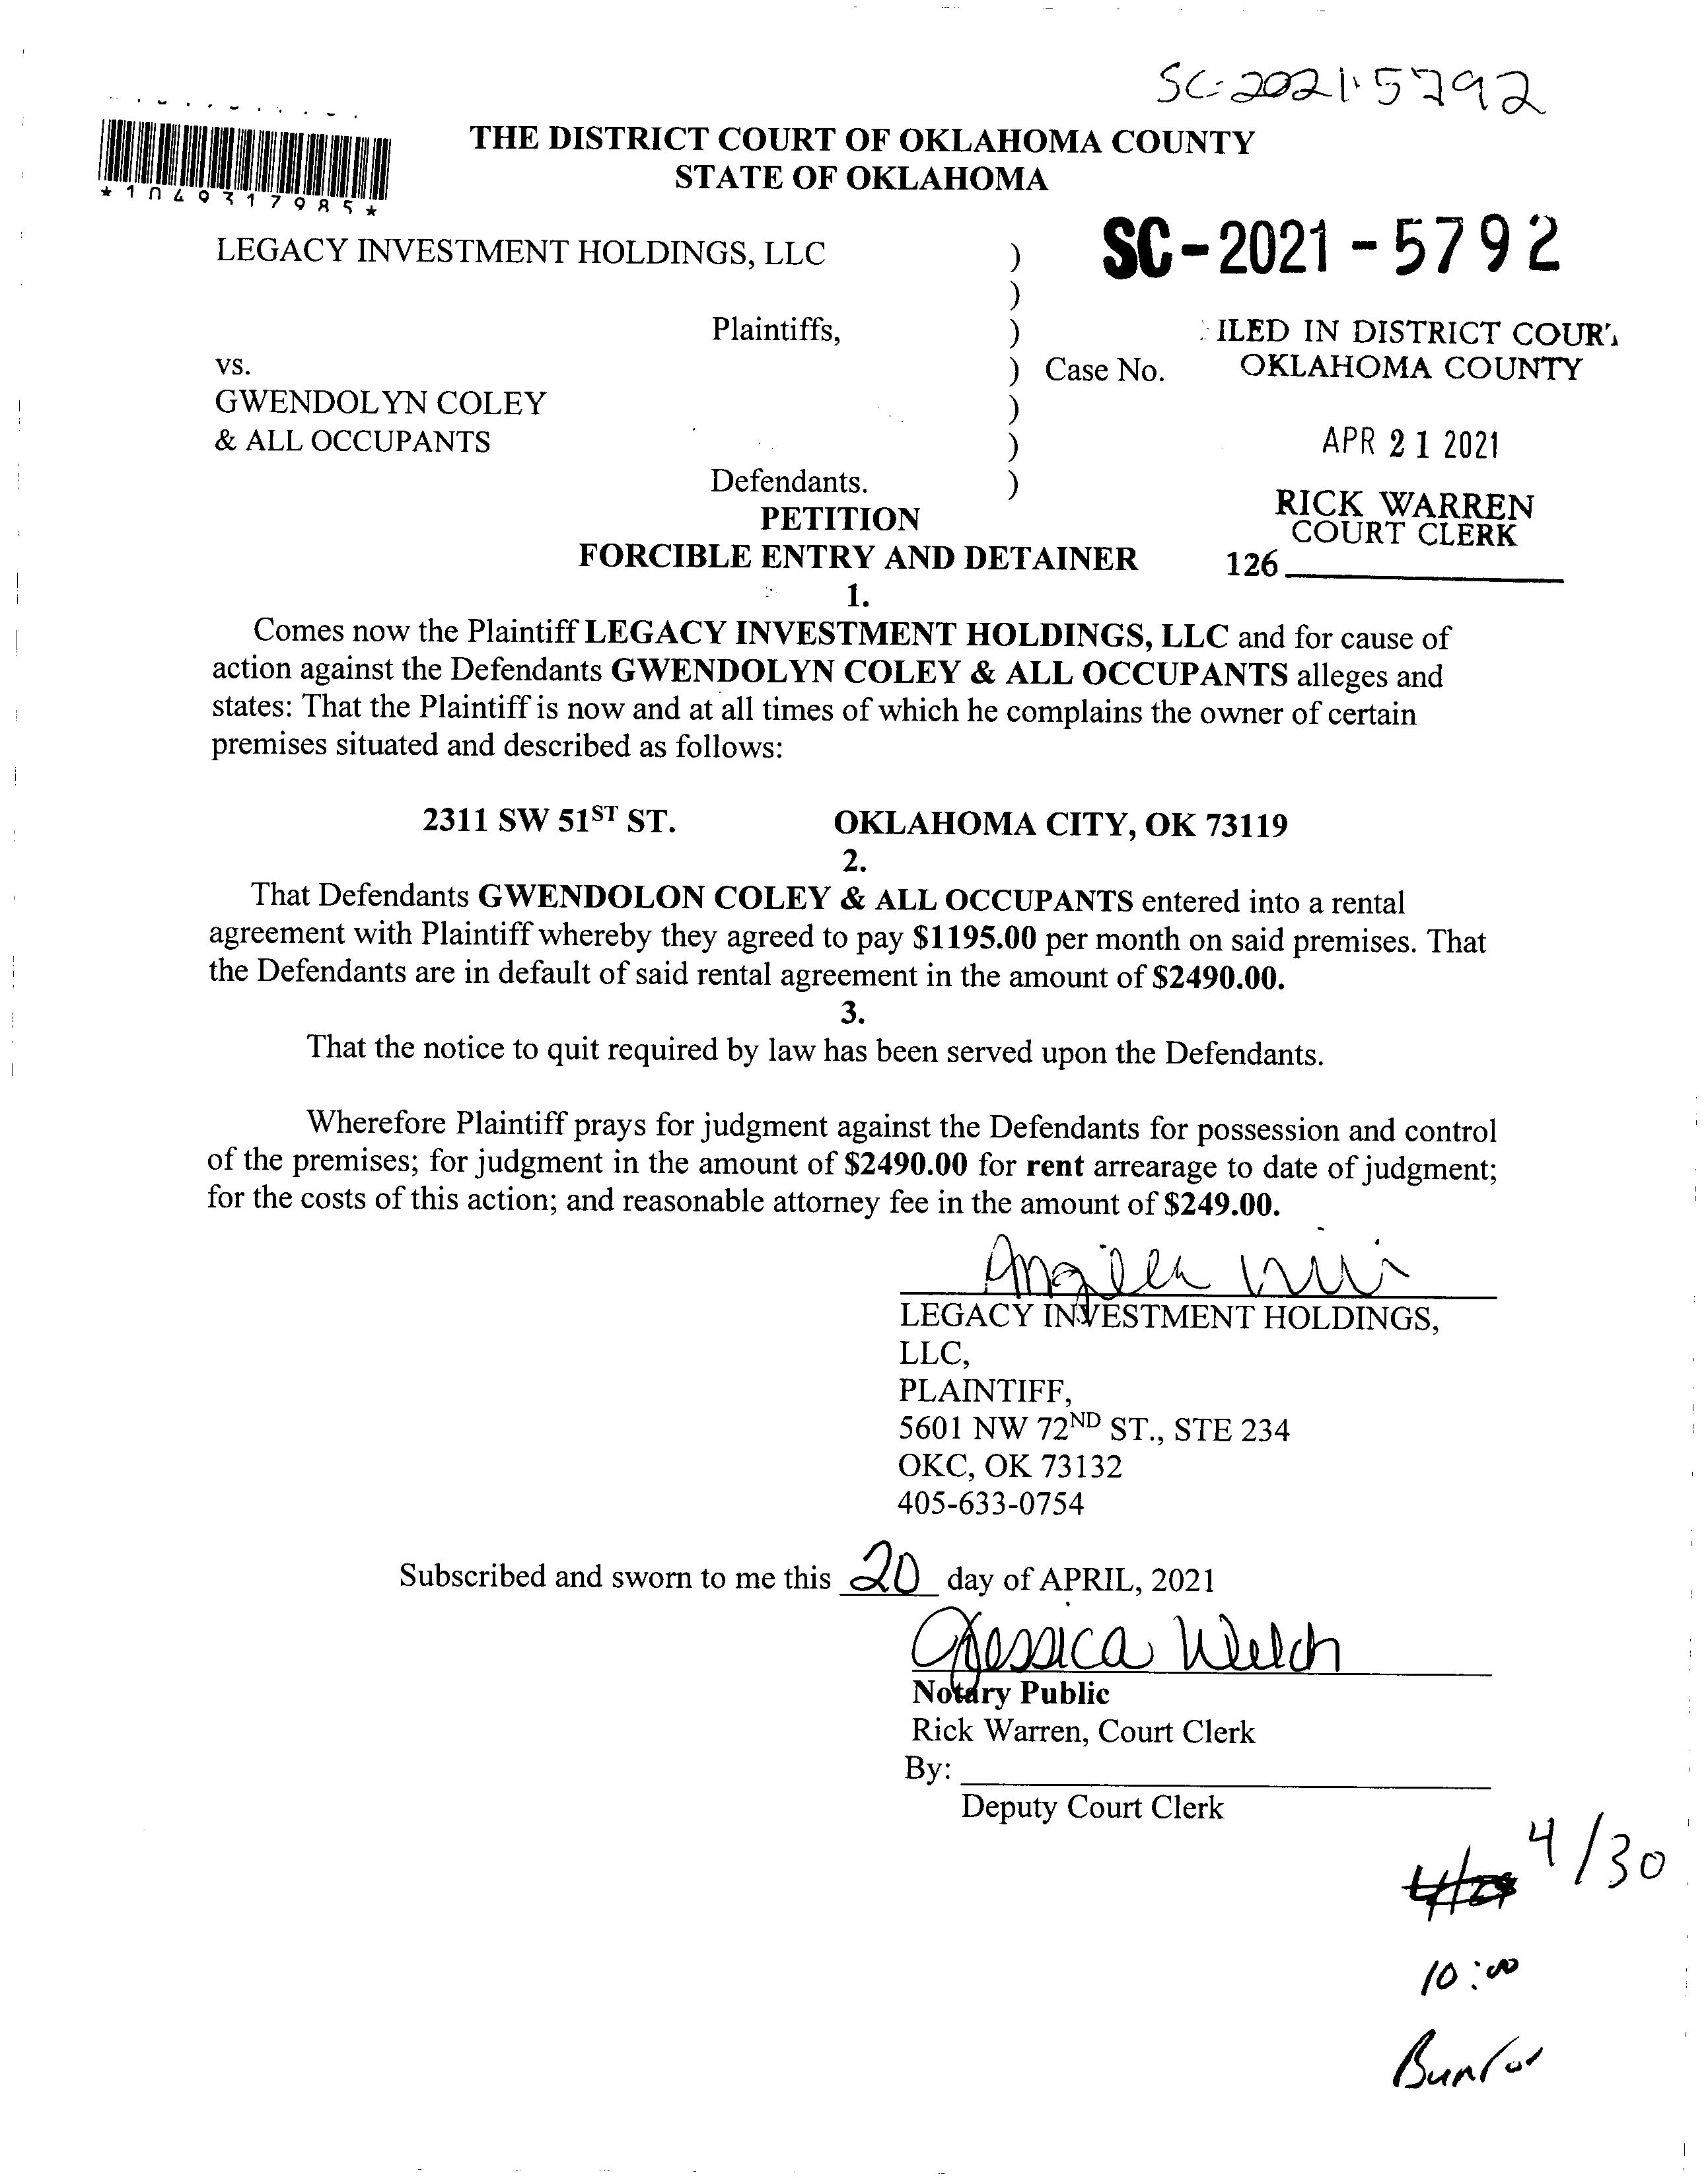 SC-2021-5792
*1049317985*
THE DISTRICT COURT OF OKLAHOMA COUNTY
STATE OF OKLAHOMA
SC-2021-5792
LEGACY INVESTMENT HOLDINGS, LLC )
)
Plaintiffs, )
ILED IN DISTRICT COUR
vs. ) Case No.
OKLAHOMA COUNTY
GWENDOLYN COLEY )
& ALL OCCUPANTS )
APR 21 2021
Defendants. )
RICK WARREN
COURT CLERK
126
PETITION
FORCIBLE ENTRY AND DETAINER
1.
Comes now the Plaintiff LEGACY INVESTMENT HOLDINGS, LLC and for cause of
action against the Defendants GWENDOLYN COLEY & ALL OCCUPANTS alleges and
states: That the Plaintiff is now and at all times of which he complains the owner of certain
premises situated and described as follows:
2311 SW 51ST ST. OKLAHOMA CITY, OK 73119
2.
That Defendants GWENDOLON COLEY & ALL OCCUPANTS entered into a rental
agreement with Plaintiff whereby they agreed to pay $1195.00 per month on said premises. That
the Defendants are in default of said rental agreement in the amount of $2490.00.
3.
That the notice to quit required by law has been served upon the Defendants.
Wherefore Plaintiff prays for judgment against the Defendants for possession and control
of the premises; for judgment in the amount of $2490.00 for rent arrearage to date of judgment;
for the costs of this action; and reasonable attorney fee in the amount of $249.00.
LEGACY INVESTMENT HOLDINGS,
LLC,
PLAINTIFF,
5601 NW 72ND ST., STE 234
OKC, OK 73132
405-633-0754
Subscribed and sworn to me this 20 day of APRIL, 2021
Jessica Welch
Notary Public
Rick Warren, Court Clerk
By:
Deputy Court Clerk
4/30
10:00